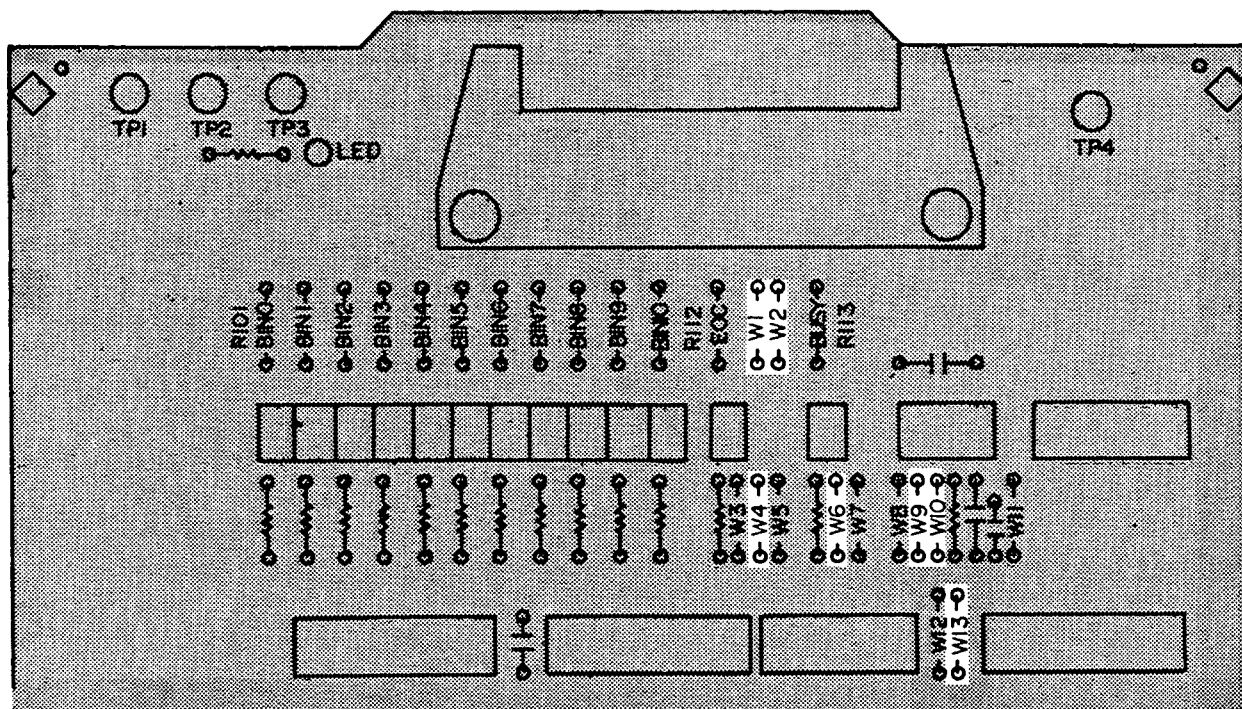 TP1 TP2 TP3
TP4
LED
R101 BIN0 BIN1 BIN2 BIN3 BIN4 BIN5 BIN6 BIN7 BIN8 BIN9 BIN10 R112 EOC W1 W2 BUSY R113
W3 W4 W5 W6 W7 W8 W9 W10 W11
W12 W13